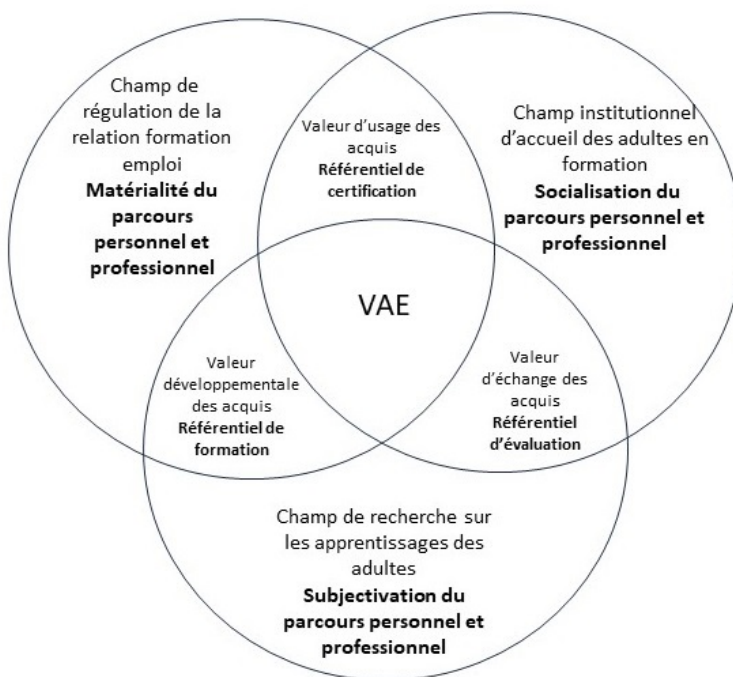 Champ de
régulation de la
relation formation
emploi
Matérialité du
parcours
personnel et
professionnel
Valeur d'usage des
acquis
Référentiel de
certification
Champ institutionnel
d'accueil des adultes en
formation
Socialisation du
parcours personnel et
professionnel
VAE
Valeur
développementale
des acquis
Référentiel de
formation
Valeur
d'échange des
acquis
Référentiel
d'évaluation
Champ de recherche sur
les apprentissages des
adultes
Subjectivation du
parcours personnel et
professionnel